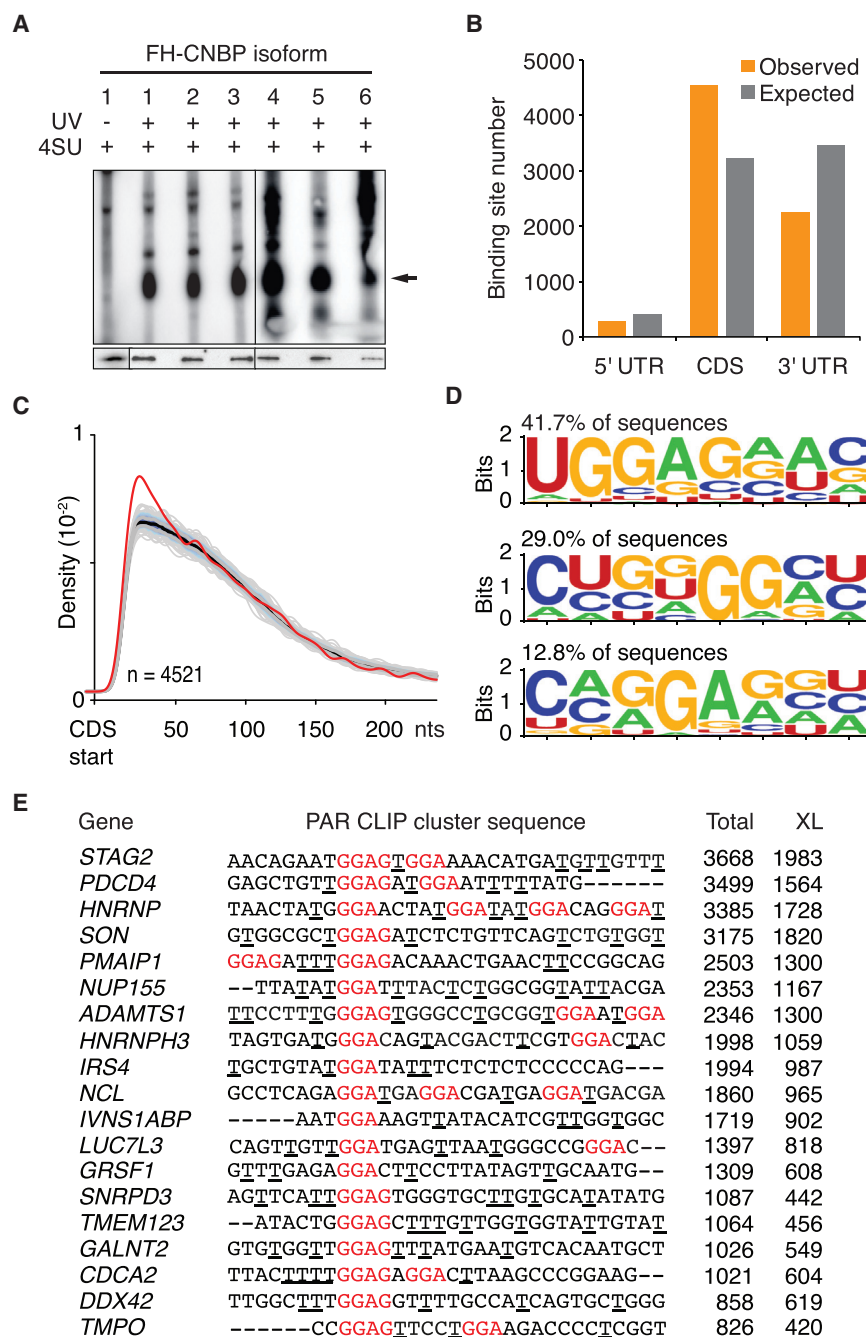 A
FH-CNBP isoform
1 1 2 3 4 5 6
UV - + + + + + +
4SU + + + + + + +
B
Binding site number
5000
4000
3000
2000
1000
0
Observed
Expected
5' UTR CDS 3' UTR
C
Density (10-2)
1
0
n = 4521
CDS start 50 100 150 200 nts
D
41.7% of sequences
Bits
2
1
0
UGGAGAAC
29.0% of sequences
Bits
2
1
0
CUGGGGCU
12.8% of sequences
Bits
2
1
0
CAGGAGGU
E
Gene PAR CLIP cluster sequence Total XL
STAG2 AACAGAATGGAGTGGAAAACATGATGTTGTTT 3668 1983
PDCD4 GAGCTGTTGGAGATGGAATTTTTATG------ 3499 1564
HNRNP TAACTATGGGAACTATGGATATGGACAGGGAT 3385 1728
SON GTGGCGCTGGAGATCTCTGTTCAGTCTGTGGT 3175 1820
PMAIP1 GGAGATTTGGAGACAAACTGAACTTCCGGCAG 2503 1300
NUP155 --TTATATGGATTTACTCTGGCGGTATTACGA 2353 1167
ADAMTS1 TTCCTTTGGGAGTGGGCCTGCGGTGGAATGGA 2346 1300
HNRNPH3 TAGTGATGGGACAGTACGACTTCGTGGACTAC 1998 1059
IRS4 TGCTGTATGGATATTTCTCTCTCCCCCAG--- 1994 987
NCL GCCTCAGAGGATGAGGACGATGAGGATGACGA 1860 965
IVNS1ABP -----AATGGAAAGTTATACATCGTTGGTGGC 1719 902
LUC7L3 CAGTTGTTGGATGAGTTAATGGGCCGGGAC-- 1397 818
GRSF1 GTTTGAGAGGACTTCCTTATAGTTGCAATG-- 1309 608
SNRPD3 AGTTCATTGGAGTGGGTGCTTGTGCATATATG 1087 442
TMEM123 --ATACTGGGAGCTTTGTTGGTGGTATTGTAT 1064 456
GALNT2 GTGTGGTTGGAGTTTATGAATGTCACAATGCT 1026 549
CDCA2 TTACTTTTGGAGAGGACTTAAGCCCGGAAG-- 1021 604
DDX42 TTGGCTTTGGAGGTTTTGCCATCAGTGCTGGG 858 619
TMPO ------CCGGAGTTCCTGGAAGACCCCTCGGT 826 420